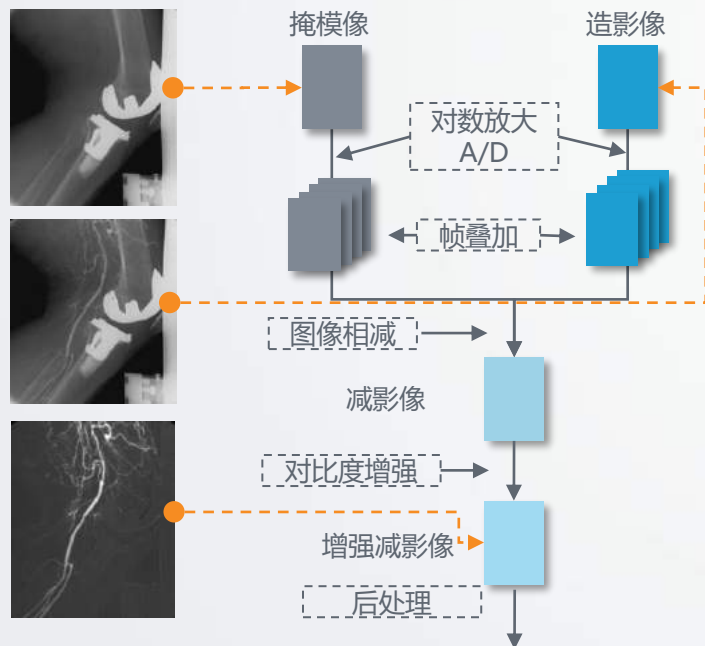 掩模像
造影像
对数放大
A/D
帧叠加
图像相减
减影像
对比度增强
增强减影像
后处理